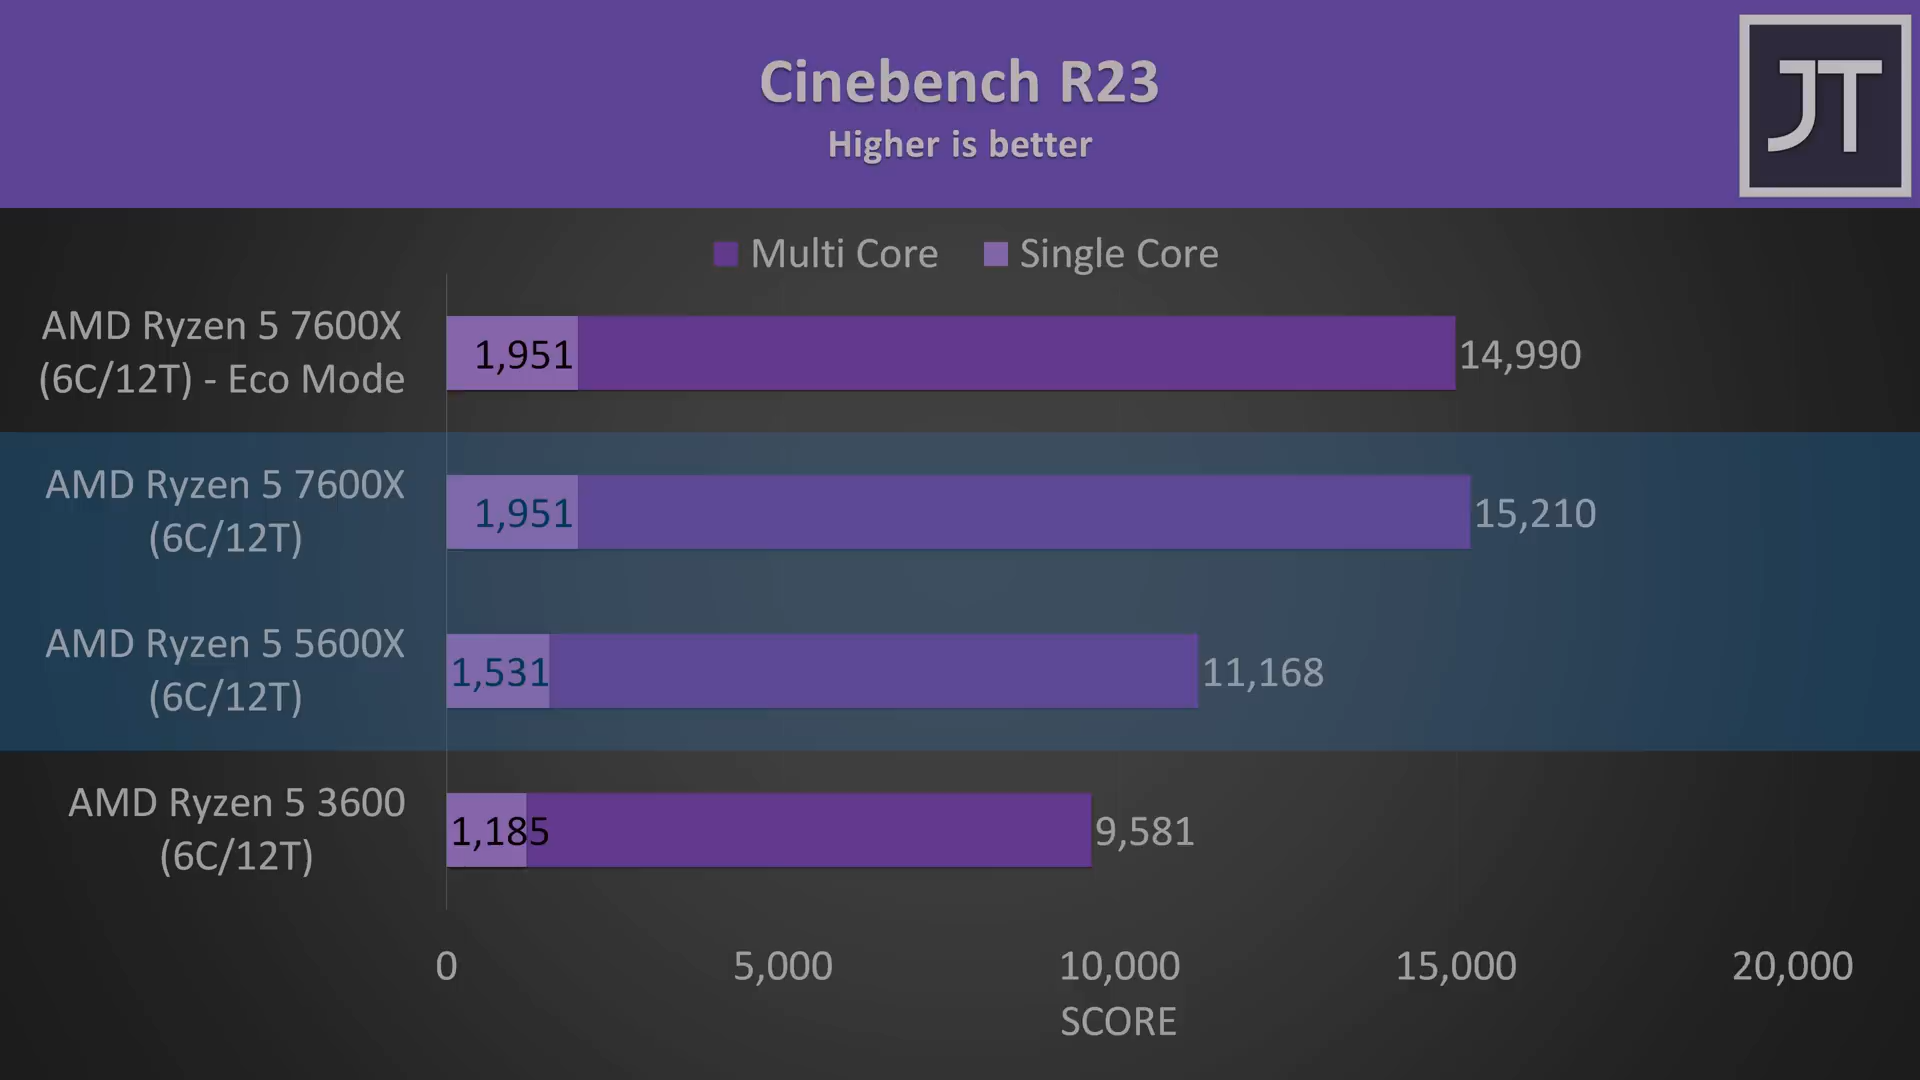 Cinebench R23
Higher is better
JT
Multi Core
Single Core
AMD Ryzen 5 7600X
(6C/12T) - Eco Mode
1,951
14,990
AMD Ryzen 5 7600X
(6C/12T)
1,951
15,210
AMD Ryzen 5 5600X
(6C/12T)
1,531
11,168
AMD Ryzen 5 3600
(6C/12T)
1,185
9,581
0
5,000
10,000
15,000
20,000
SCORE